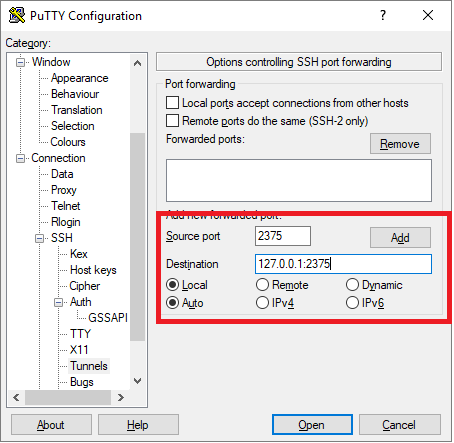 PuTTY Configuration
Category:
Window
Appearance
Behaviour
Translation
Selection
Colours
Connection
Data
Proxy
Telnet
Rlogin
SSH
Kex
Host keys
Cipher
Auth
GSSAPI
TTY
X11
Tunnels
Bugs
Options controlling SSH port forwarding
Port forwarding
Local ports accept connections from other hosts
Remote ports do the same (SSH-2 only)
Forwarded ports:
Remove
Add new forwarded port:
Source port 2375 Add
Destination 127.0.0.1:2375
Local Remote Dynamic
Auto IPv4 IPv6
About Help Open Cancel